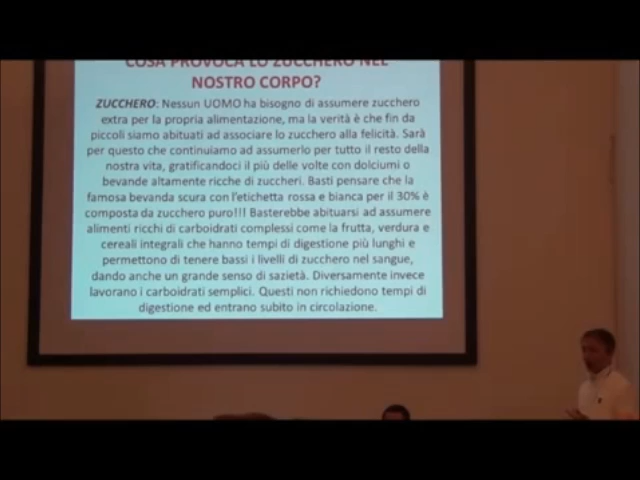 COSA PROVOCA LO ZUCCHERO NEL
NOSTRO CORPO?
ZUCCHERO: Nessun UOMO ha bisogno di assumere zucchero
extra per la propria alimentazione, ma la verità è che fin da
piccoli siamo abituati ad associare lo zucchero alla felicità. Sarà
per questo che continuiamo ad assumerlo per tutto il resto della
nostra vita, gratificandoci il più delle volte con dolciumi o
bevande altamente ricche di zuccheri. Basti pensare che la
famosa bevanda scura con l'etichetta rossa e bianca per il 30% è
composta da zucchero puro!!! Basterebbe abituarsi ad assumere
alimenti ricchi di carboidrati complessi come la frutta, verdura e
cereali integrali che hanno tempi di digestione più lunghi e
permettono di tenere bassi i livelli di zucchero nel sangue,
dando anche un grande senso di sazietà. Diversamente invece
lavorano i carboidrati semplici. Questi non richiedono tempi di
digestione ed entrano subito in circolazione.